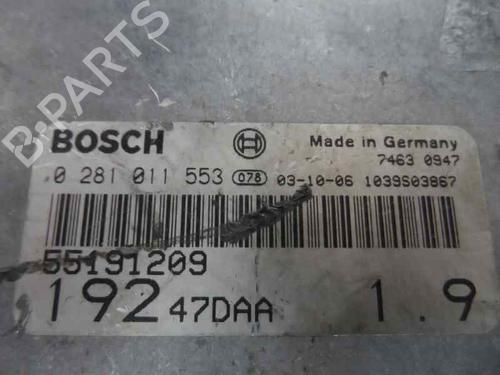 B-PARTS
BOSCH Made in Germany
7463 0947
0 281 011 553 078 03-10-06 1039S03867
55191209
192 47DAA 1.9